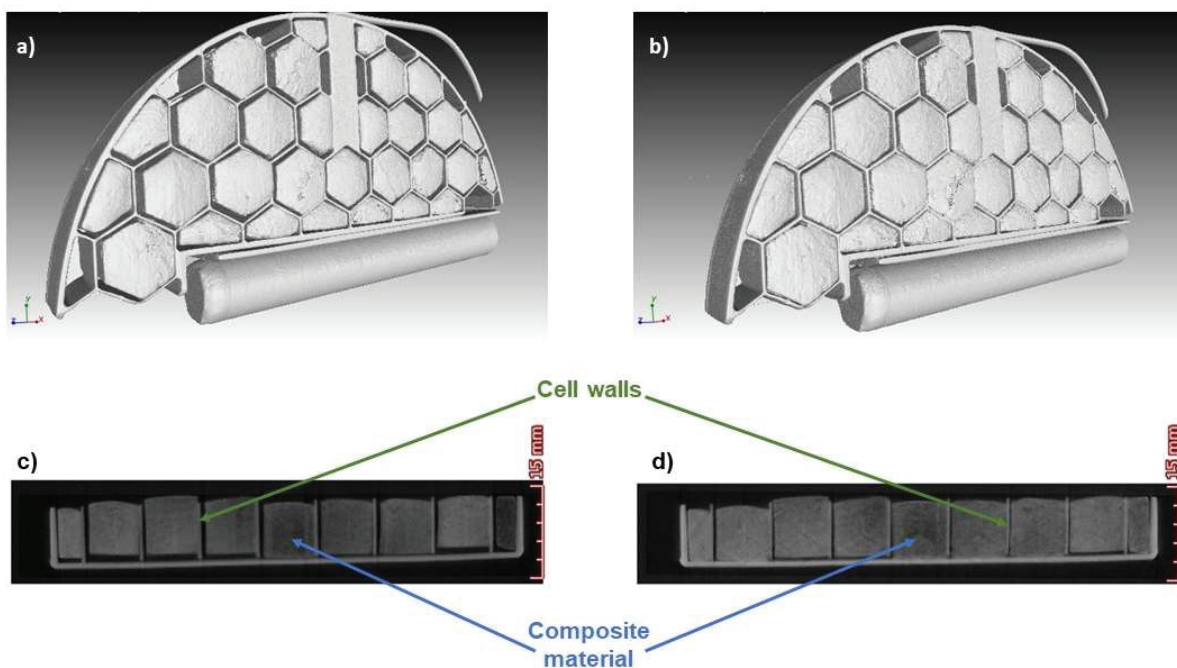 a)
b)
Y
Z
X
Y
Z
X
Cell walls
c)
15 mm
d)
15 mm
Composite
material